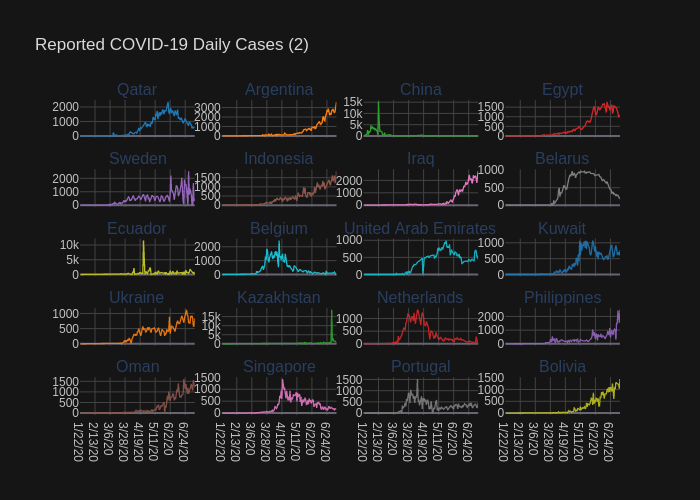 Reported COVID-19 Daily Cases (2)
Qatar Argentina China Egypt
2000 1000 0
3000 2000 1000 0
15k 10k 5k 0
1500 1000 500 0
Sweden Indonesia Iraq Belarus
2000 1000 0
1500 1000 500 0
2000 1000 0
1000 500 0
Ecuador Belgium United Arab Emirates Kuwait
10k 5k 0
2000 1000 0
1000 500 0
1000 500 0
Ukraine Kazakhstan Netherlands Philippines
1000 500 0
15k 10k 5k 0
1000 500 0
2000 1000 0
Oman Singapore Portugal Bolivia
1500 1000 500 0
1000 500 0
1500 1000 500 0
1500 1000 500 0
1/22/20 2/13/20 3/6/20 3/28/20 4/19/20 5/11/20 6/2/20 6/24/20
1/22/20 2/13/20 3/6/20 3/28/20 4/19/20 5/11/20 6/2/20 6/24/20
1/22/20 2/13/20 3/6/20 3/28/20 4/19/20 5/11/20 6/2/20 6/24/20
1/22/20 2/13/20 3/6/20 3/28/20 4/19/20 5/11/20 6/2/20 6/24/20